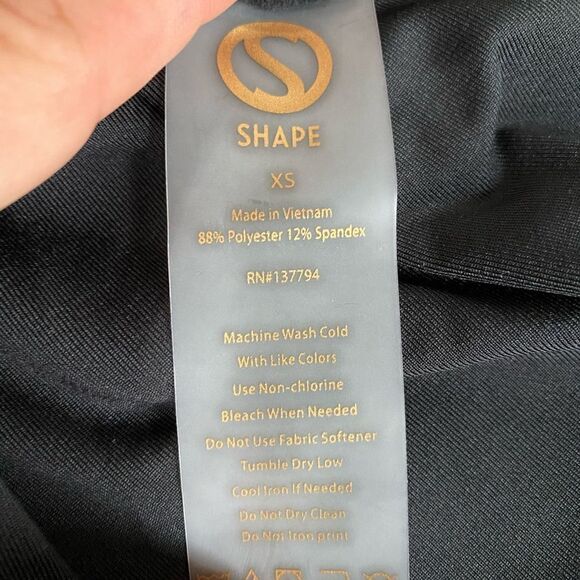 S
SHAPE
XS
Made in Vietnam
88% Polyester 12% Spandex
RN#137794
Machine Wash Cold
With Like Colors
Use Non-chlorine
Bleach When Needed
Do Not Use Fabric Softener
Tumble Dry Low
Cool Iron If Needed
Do Not Dry Clean
Do Not Iron print